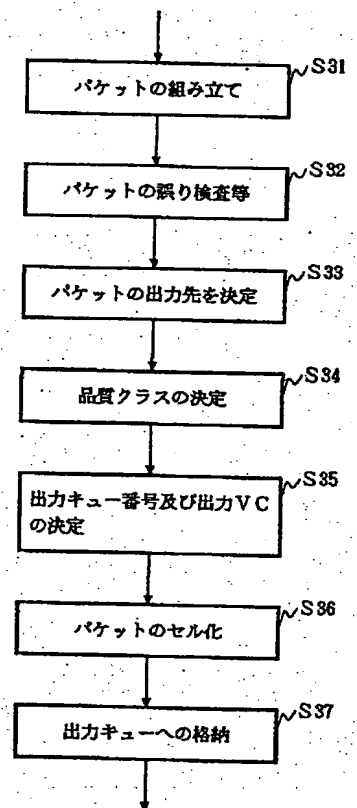 S31
パケットの組み立て
S32
パケットの誤り検査等
S33
パケットの出力先を決定
S34
品質クラスの決定
S35
出力キュー番号及び出力VC
の決定
S36
パケットのセル化
S37
出力キューへの格納